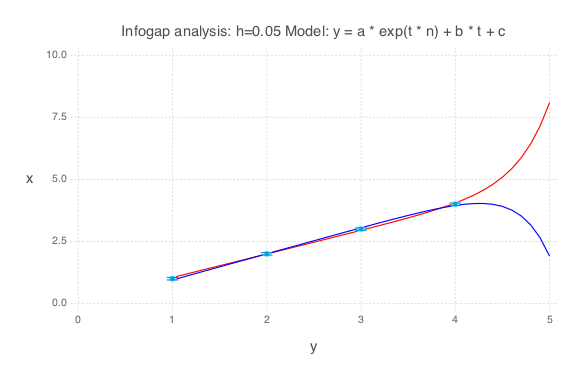 Infogap analysis: h=0.05 Model: y = a * exp(t * n) + b * t + c
10.0
7.5
x
5.0
2.5
0.0
0 1 2 3 4 5
y